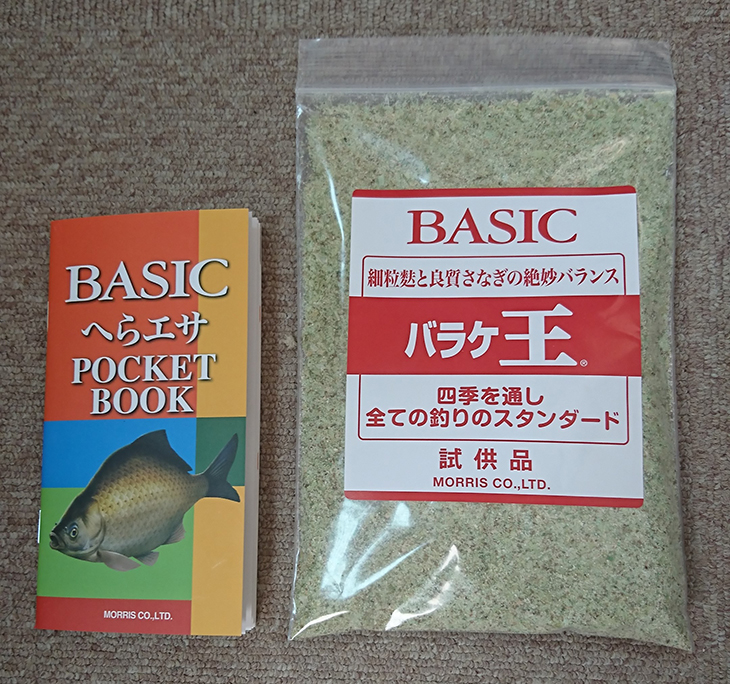 BASIC
へらエサ
POCKET
BOOK
MORRIS CO.,LTD.
BASIC
細粒麩と良質さなぎの絶妙バランス
バラケ王®
四季を通し
全ての釣りのスタンダード
試供品
MORRIS CO.,LTD.